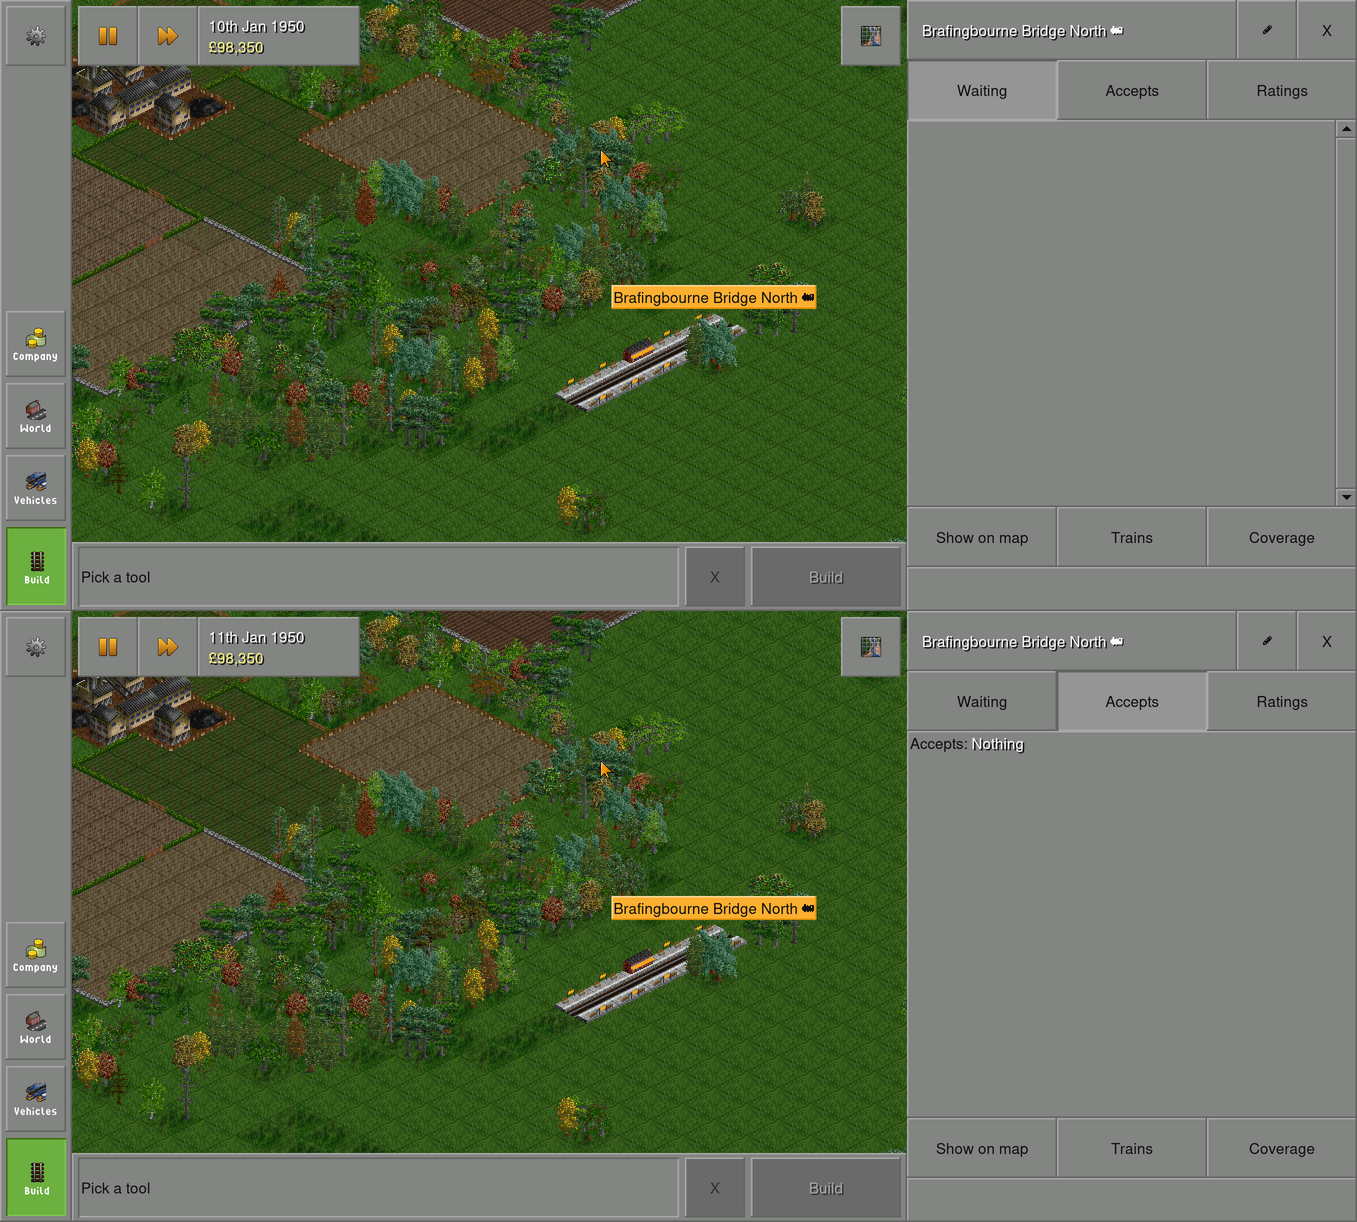 10th Jan 1950
£98,350
Brafingbourne Bridge North
X
Waiting
Accepts
Ratings
Brafingbourne Bridge North
Company
World
Vehicles
Build
Show on map
Trains
Coverage
Pick a tool
X
Build
11th Jan 1950
£98,350
Brafingbourne Bridge North
X
Waiting
Accepts
Ratings
Accepts: Nothing
Brafingbourne Bridge North
Company
World
Vehicles
Build
Show on map
Trains
Coverage
Pick a tool
X
Build